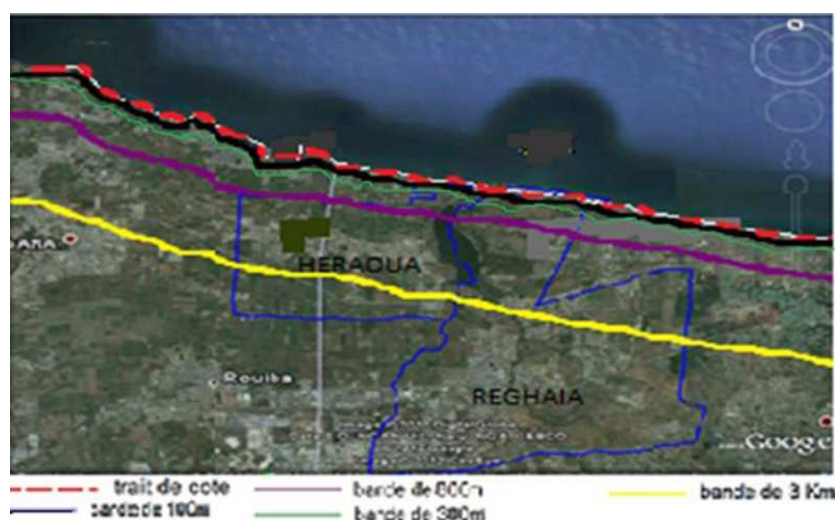 HERAOUA
Rouiba
REGHAIA
Google
trait de cote
bande de 800m
bande de 3 Km
bande de 100m
bande de 300m